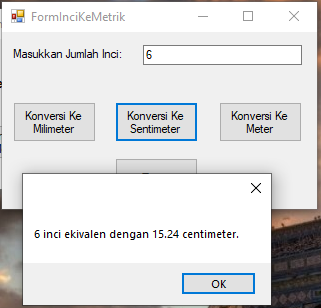 FormInciKeMetrik
Masukkan Jumlah Inci:
6
Konversi Ke
Milimeter
Konversi Ke
Sentimeter
Konversi Ke
Meter
6 inci ekivalen dengan 15.24 centimeter.
OK